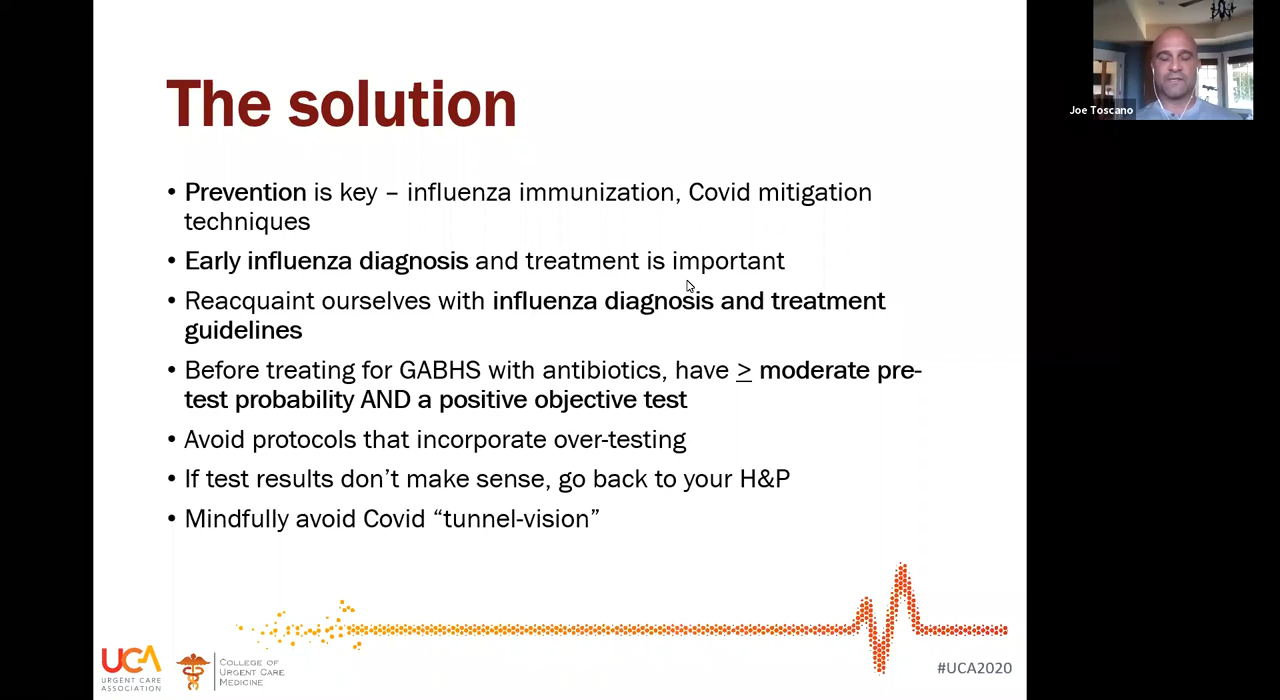 The solution
• Prevention is key – influenza immunization, Covid mitigation
techniques
• Early influenza diagnosis and treatment is important
• Reacquaint ourselves with influenza diagnosis and treatment
guidelines
• Before treating for GABHS with antibiotics, have > moderate pre-
test probability AND a positive objective test
• Avoid protocols that incorporate over-testing
• If test results don’t make sense, go back to your H&P
• Mindfully avoid Covid “tunnel-vision”
UCA
URGENT CARE
ASSOCIATION
COLLEGE OF
URGENT CARE
MEDICINE
#UCA2020
Joe Toscano